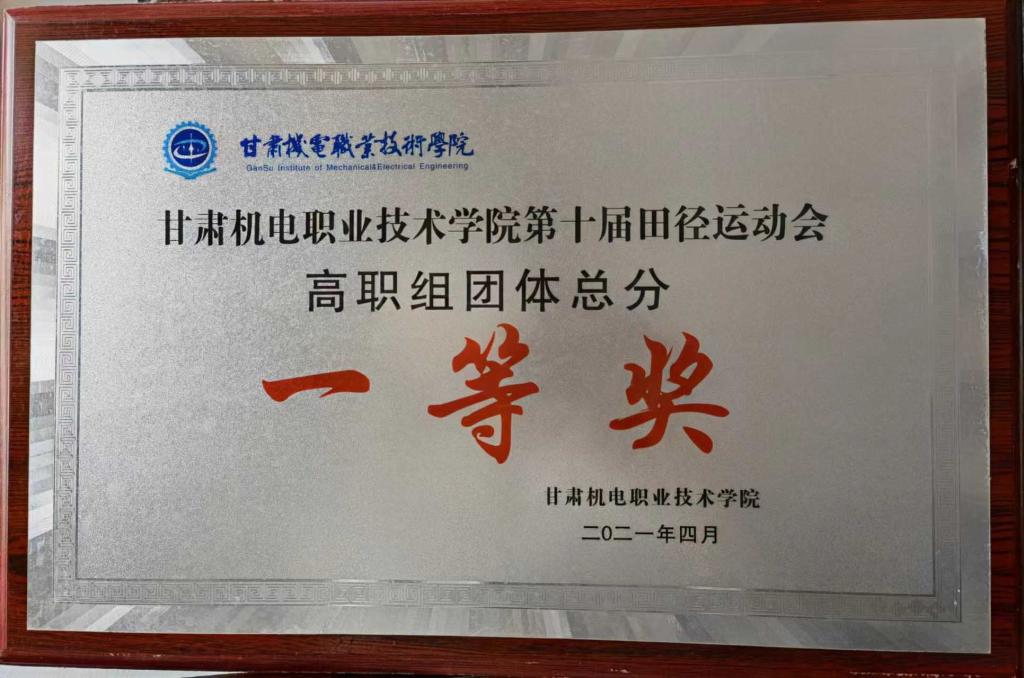 甘肅機電職業技術學院
GanSu Institute of Mechanical&Electrical Engineering
甘肃机电职业技术学院第十届田径运动会
高职组团体总分
一等奖
甘肃机电职业技术学院
二〇二一年四月